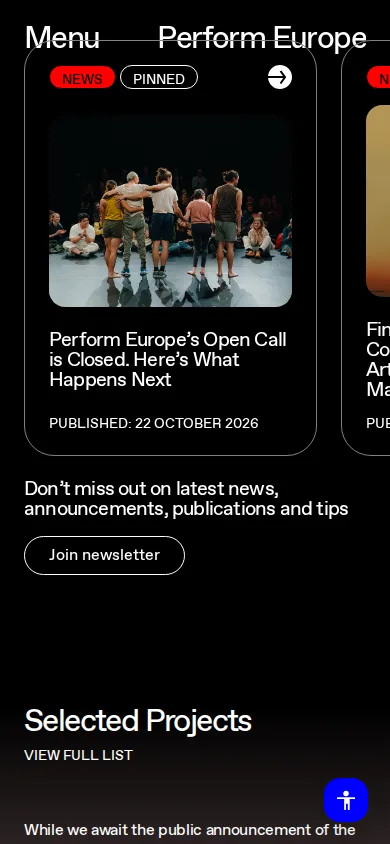 Menu
Perform Europe
NEWS
PINNED
Perform Europe’s Open Call
is Closed. Here’s What
Happens Next
PUBLISHED: 22 OCTOBER 2026
Don’t miss out on latest news,
announcements, publications and tips
Join newsletter
Selected Projects
VIEW FULL LIST
While we await the public announcement of the